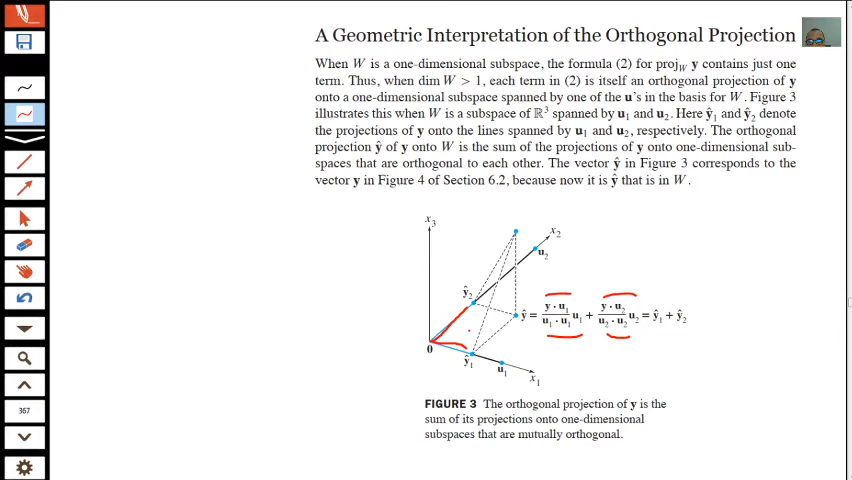 A Geometric Interpretation of the Orthogonal Projection
When W is a one-dimensional subspace, the formula (2) for proj_W y contains just one
term. Thus, when dim W > 1, each term in (2) is itself an orthogonal projection of y
onto a one-dimensional subspace spanned by one of the u's in the basis for W. Figure 3
illustrates this when W is a subspace of ℝ³ spanned by u₁ and u₂. Here ŷ₁ and ŷ₂ denote
the projections of y onto the lines spanned by u₁ and u₂, respectively. The orthogonal
projection ŷ of y onto W is the sum of the projections of y onto one-dimensional sub-
spaces that are orthogonal to each other. The vector ŷ in Figure 3 corresponds to the
vector y in Figure 4 of Section 6.2, because now it is ŷ that is in W.
x₃
x₂
u₂
ŷ₂
ŷ = (y · u₁)/(u₁ · u₁) u₁ + (y · u₂)/(u₂ · u₂) u₂ = ŷ₁ + ŷ₂
0
ŷ₁
u₁
x₁
FIGURE 3 The orthogonal projection of y is the
sum of its projections onto one-dimensional
subspaces that are mutually orthogonal.
367